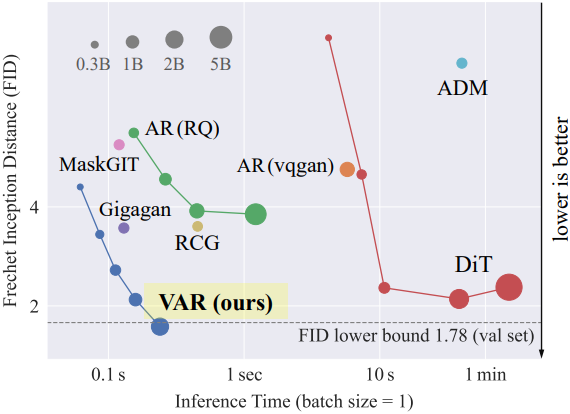 Frechet Inception Distance (FID)
4
2
0.3B 1B 2B 5B
AR (RQ)
MaskGIT
Gigagan
RCG
VAR (ours)
AR (vqgan)
ADM
DiT
FID lower bound 1.78 (val set)
lower is better
0.1 s 1 sec 10 s 1 min
Inference Time (batch size = 1)